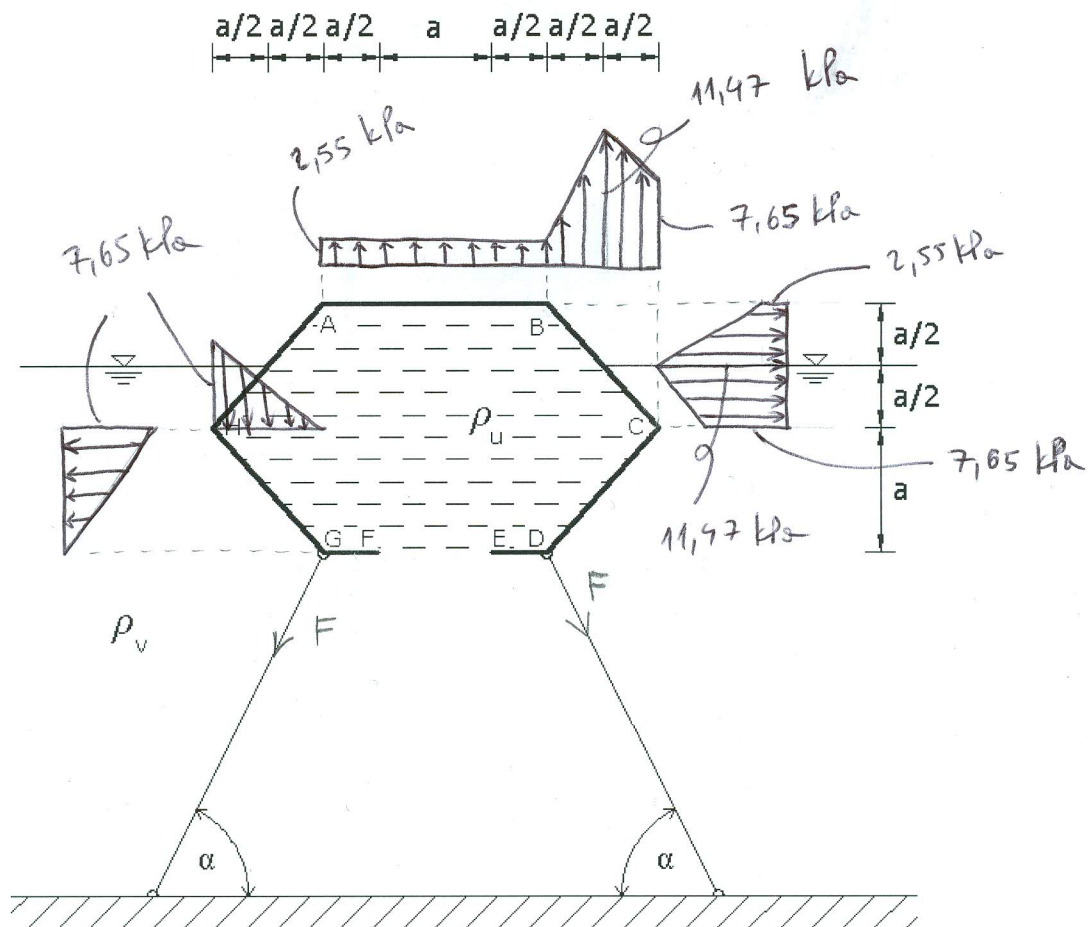 a/2 a/2 a/2 a a/2 a/2 a/2
11,47 kPa
2,55 kPa
7,65 kPa
7,65 kPa
2,55 kPa
A B
a/2
H ρu C
a/2
7,65 kPa
a
11,47 kPa
G F E D
F F
ρv
α α